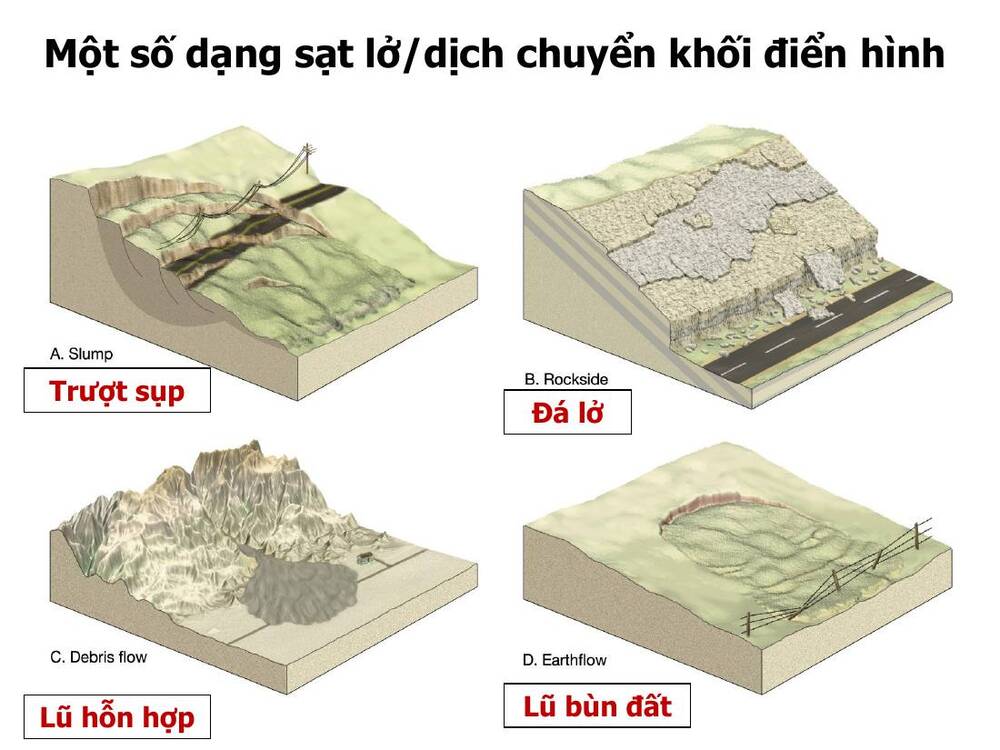 Một số dạng sạt lở/dịch chuyển khối điển hình
A. Slump
Trượt sụp
B. Rockside
Đá lở
C. Debris flow
Lũ hỗn hợp
D. Earthflow
Lũ bùn đất